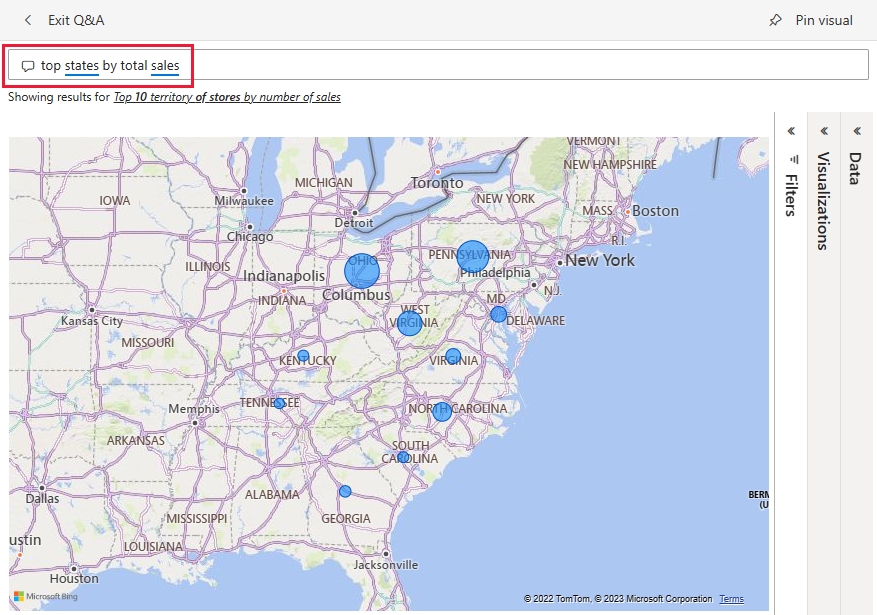 Exit Q&A
Pin visual
top states by total sales
Showing results for Top 10 territory of stores by number of sales
Filters
Visualizations
Data
VERMONT
NEW HAMPSHIRE
MICHIGAN
Toronto
IOWA
Milwaukee
NEW YORK
MASS.
Boston
Detroit
Chicago
R.I.
PENNSYLVANIA
New York
OHIO
ILLINOIS
Indianapolis
Philadelphia
N.J.
Columbus
INDIANA
MD
WEST
VIRGINIA
DELAWARE
Kansas City
MISSOURI
KENTUCKY
VIRGINIA
TENNESSEE
Memphis
NORTH CAROLINA
ARKANSAS
SOUTH
CAROLINA
Dallas
ALABAMA
BERM
(U
MISSISSIPPI
GEORGIA
ustin
LOUISIANA
Jacksonville
Houston
Microsoft Bing
© 2022 TomTom, © 2023 Microsoft Corporation Terms